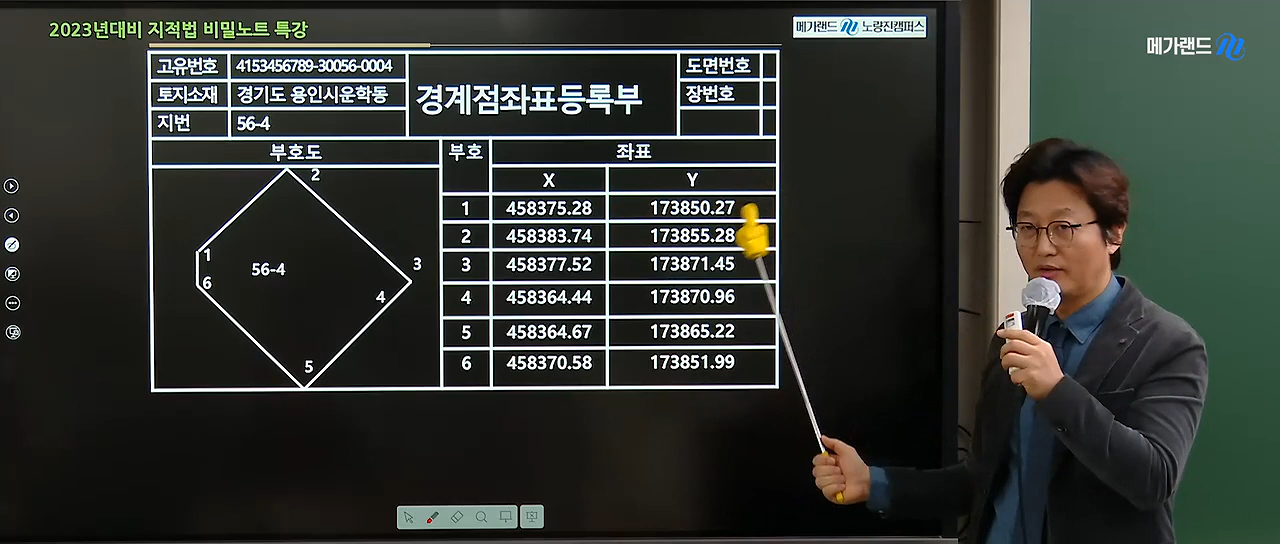 2023년대비 지적법 비밀노트 특강
메가랜드 노량진캠퍼스
메가랜드
고유번호 4153456789-30056-0004 경계점좌표등록부 도면번호
토지소재 경기도 용인시운학동 장번호
지번 56-4
부호도 부호 좌표
X Y
1 458375.28 173850.27
2 458383.74 173855.28
3 458377.52 173871.45
4 458364.44 173870.96
5 458364.67 173865.22
6 458370.58 173851.99
2
1
56-4
3
6
4
5